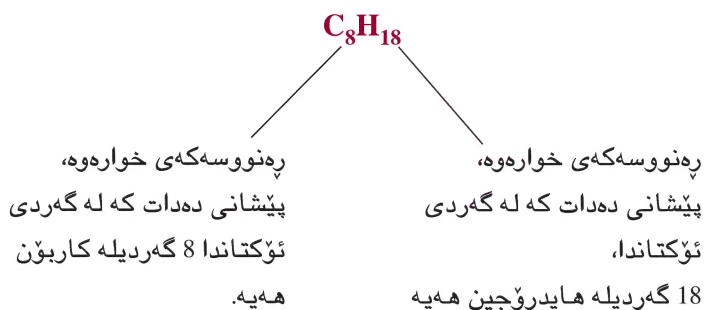 C₈H₁₈
ڕەنووسەکەی خوارەوە،
پێشانی دەدات کە لە گەردی
ئۆکتاندا،
18 گەردیلە هایدرۆجین هەیە
ڕەنووسەکەی خوارەوە،
پێشانی دەدات کە لە گەردی
ئۆکتاندا 8 گەردیلە کاربۆن
هەیە.